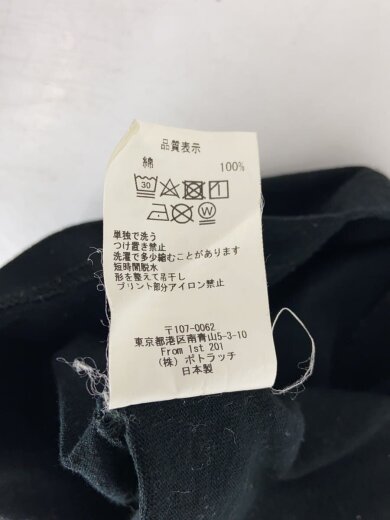 品質表示
綿 100%
30
W
単独で洗う
つけ置き禁止
洗濯で多少縮むことがあります
短時間脱水
形を整えて吊干し
プリント部分アイロン禁止
〒107-0062
東京都港区南青山5-3-10
From 1st 201
(株) ポトラッチ
日本製